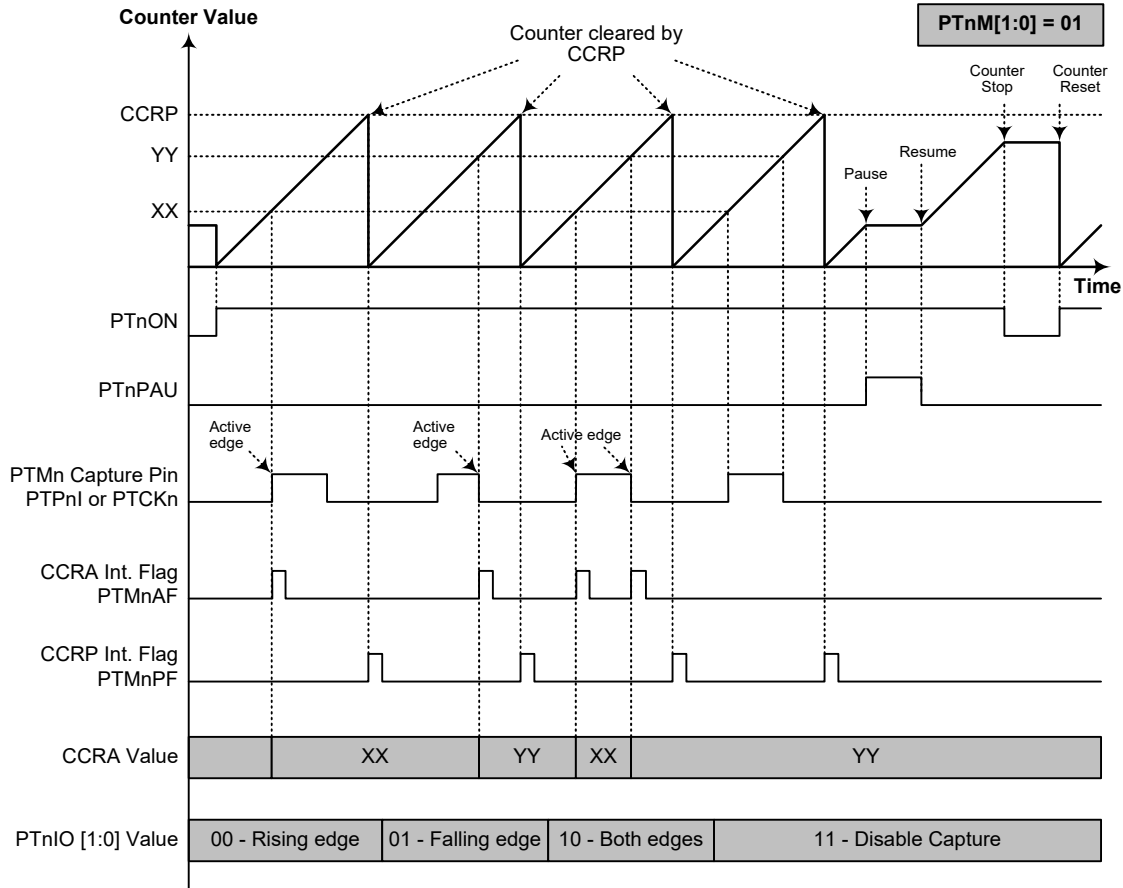 Counter Value
PTnM[1:0] = 01
Counter cleared by
CCRP
Counter
Stop
Counter
Reset
CCRP
YY
XX
Pause
Resume
Time
PTnON
PTnPAU
Active
edge
Active
edge
Active edge
PTMn Capture Pin
PTPnI or PTCKn
CCRA Int. Flag
PTMnAF
CCRP Int. Flag
PTMnPF
CCRA Value
XX
YY
XX
YY
PTnIO [1:0] Value
00 - Rising edge
01 - Falling edge
10 - Both edges
11 - Disable Capture